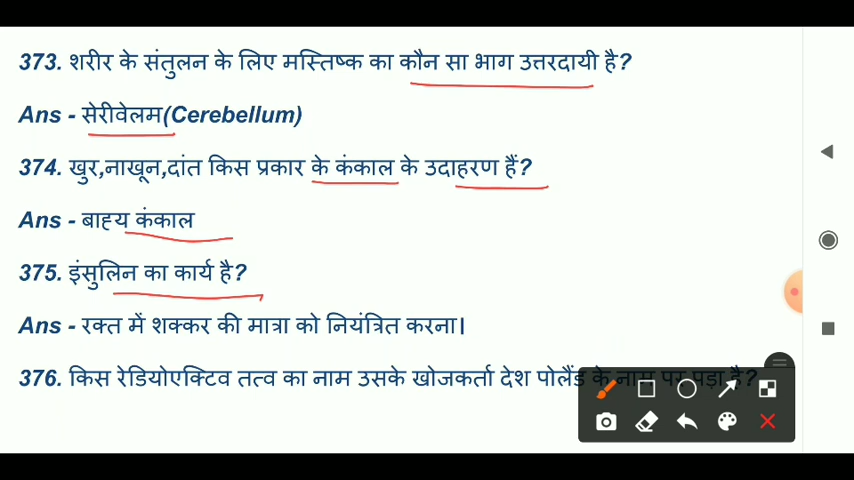 373. शरीर के संतुलन के लिए मस्तिष्क का कौन सा भाग उत्तरदायी है?
Ans - सेरीवेलम(Cerebellum)
374. खुर,नाखून,दांत किस प्रकार के कंकाल के उदाहरण हैं?
Ans - बाह्य कंकाल
375. इंसुलिन का कार्य है?
Ans - रक्त में शक्कर की मात्रा को नियंत्रित करना।
376. किस रेडियोएक्टिव तत्व का नाम उसके खोजकर्ता देश पोलैंड के नाम पर पड़ा है?